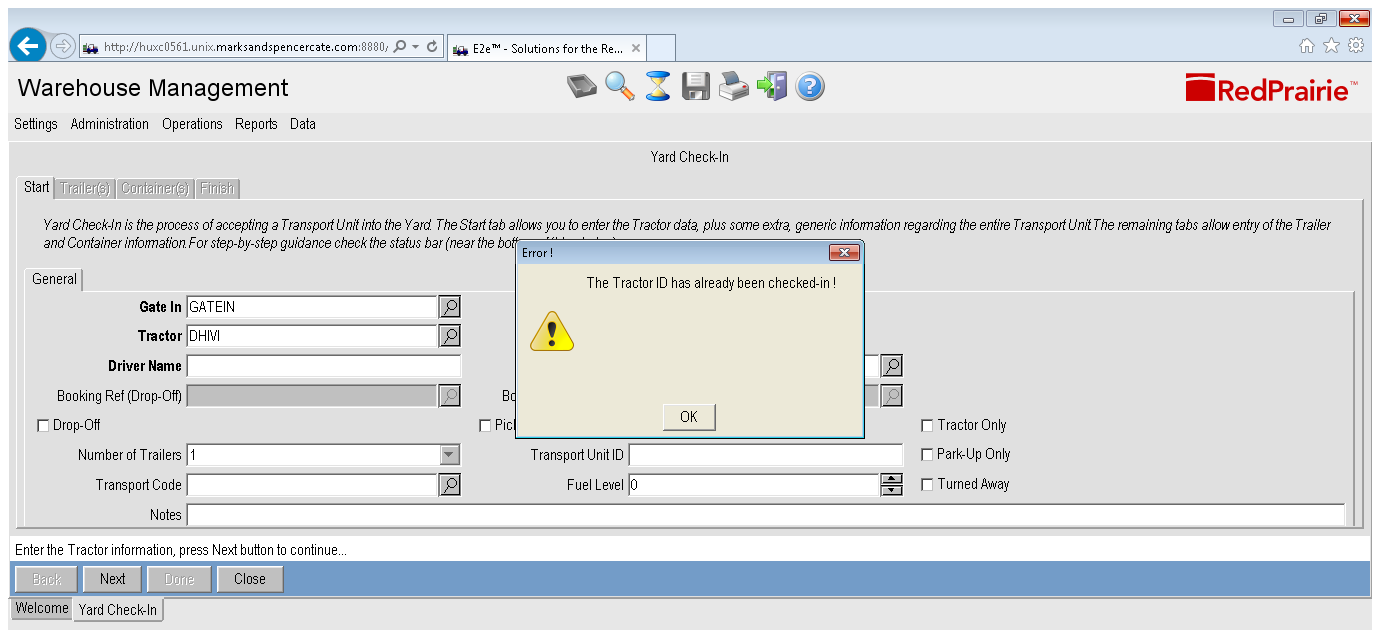 http://huxc0561.unix.marksandspencercate.com:8880,
E2e™ - Solutions for the Re...
Warehouse Management
RedPrairie™
Settings Administration Operations Reports Data
Yard Check-In
Start Trailer(s) Container(s) Finish
Yard Check-In is the process of accepting a Transport Unit into the Yard. The Start tab allows you to enter the Tractor data, plus some extra, generic information regarding the entire Transport Unit.The remaining tabs allow entry of the Trailer
and Container information.For step-by-step guidance check the status bar (near the bott
Error !
The Tractor ID has already been checked-in !
OK
General
Gate In GATEIN
Tractor DHIVI
Driver Name
Booking Ref (Drop-Off) Bo
Drop-Off Pic Tractor Only
Number of Trailers 1 Transport Unit ID Park-Up Only
Transport Code Fuel Level 0 Turned Away
Notes
Enter the Tractor information, press Next button to continue...
Back Next Done Close
Welcome Yard Check-In